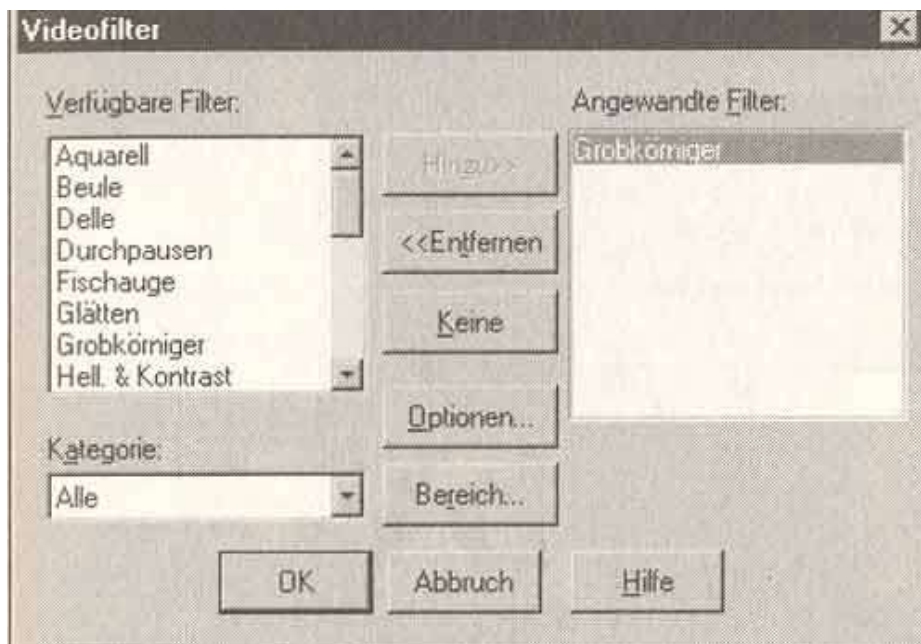 Videofilter
Verfügbare Filter:
Aquarell
Beule
Delle
Durchpausen
Fischauge
Glätten
Grobkörniger
Hell. & Kontrast
Kategorie:
Alle
Hinzu>>
<<Entfernen
Keine
Optionen...
Bereich...
Angewandte Filter:
Grobkörniger
OK
Abbruch
Hilfe